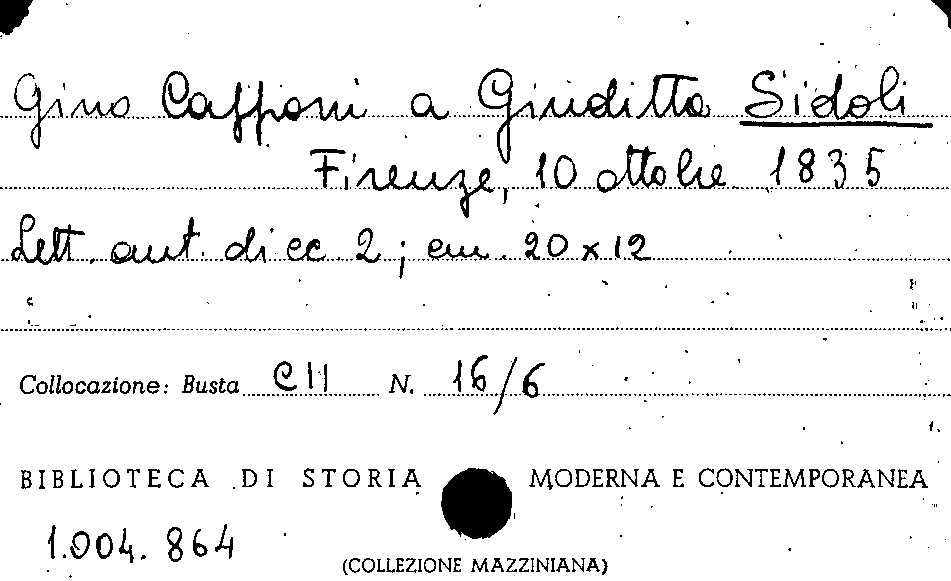 Gino Capponi a Giuditta Sidoli
Firenze, 10 ottobre 1835
Lett. aut. di cc. 2; cm. 20 x 12
Collocazione: Busta CII N. 16/6
BIBLIOTECA DI STORIA MODERNA E CONTEMPORANEA
1.004.864
(COLLEZIONE MAZZINIANA)